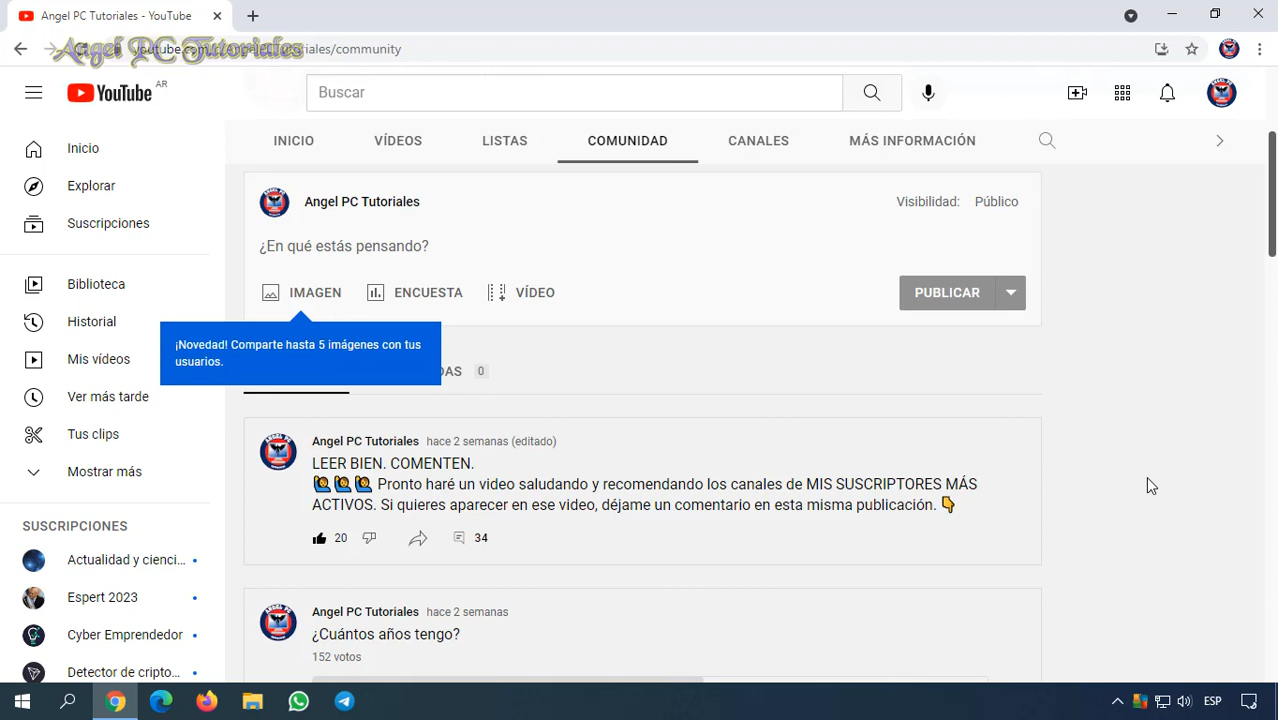 Angel PC Tutoriales - YouTube
Angel PC Tutoriales
/community
YouTube AR
Buscar
INICIO VÍDEOS LISTAS COMUNIDAD CANALES MÁS INFORMACIÓN
Inicio
Explorar
Suscripciones
Biblioteca
Historial
Mis vídeos
Ver más tarde
Tus clips
Mostrar más
SUSCRIPCIONES
Actualidad y cienci...
Espert 2023
Cyber Emprendedor
Detector de cripto...
Angel PC Tutoriales
Visibilidad: Público
¿En qué estás pensando?
IMAGEN ENCUESTA VÍDEO PUBLICAR
¡Novedad! Comparte hasta 5 imágenes con tus
usuarios.
DAS 0
Angel PC Tutoriales hace 2 semanas (editado)
LEER BIEN. COMENTEN.
🙋🙋🙋 Pronto haré un video saludando y recomendando los canales de MIS SUSCRIPTORES MÁS
ACTIVOS. Si quieres aparecer en ese video, déjame un comentario en esta misma publicación. 👇
20 34
Angel PC Tutoriales hace 2 semanas
¿Cuántos años tengo?
152 votos
ESP